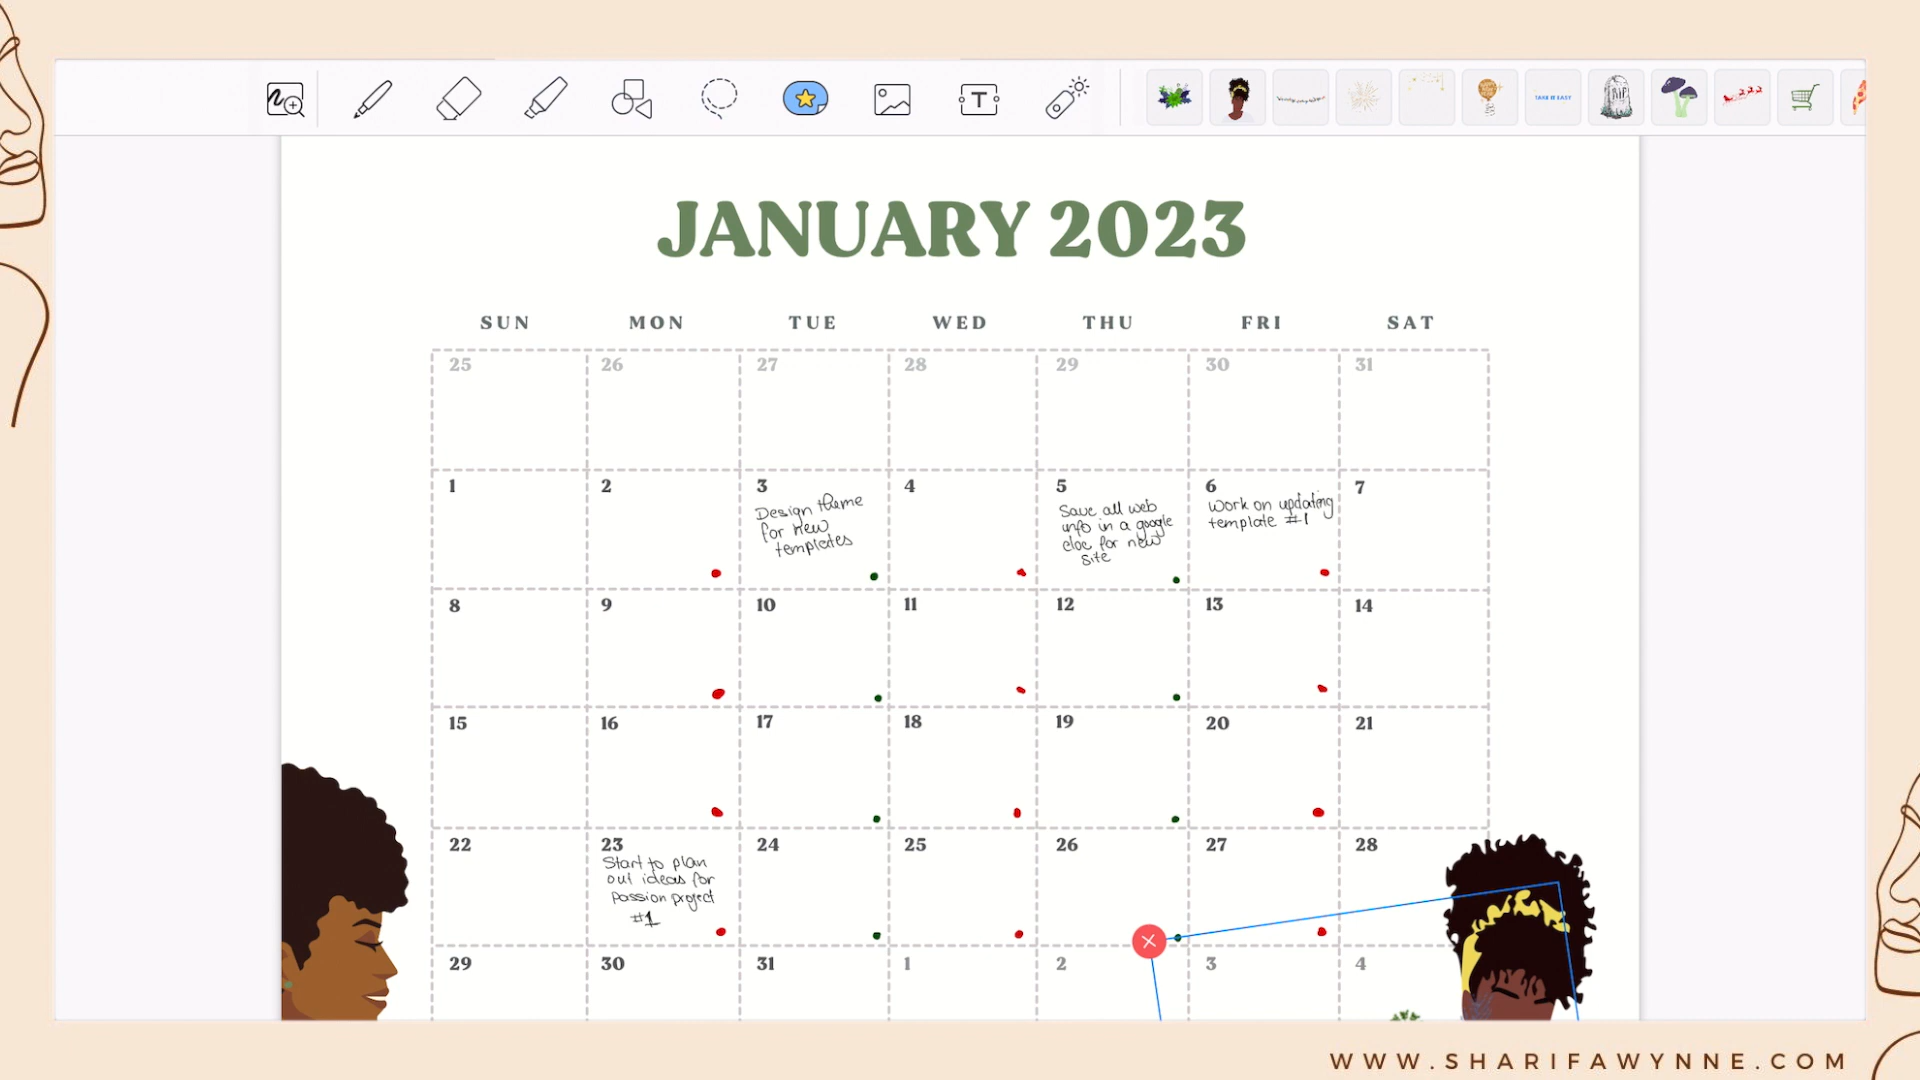 T
TAKE IT EASY
RIP
JANUARY 2023
SUN MON TUE WED THU FRI SAT
25 26 27 28 29 30 31
1 2 3 4 5 6 7
Design theme
for new
templates
Save all web
info in a google
doc for new
site
Work on updating
template #1
8 9 10 11 12 13 14
15 16 17 18 19 20 21
22 23 24 25 26 27 28
Start to plan
out ideas for
passion project
#1
29 30 31 1 2 3 4
WWW.SHARIFAWYNNE.COM